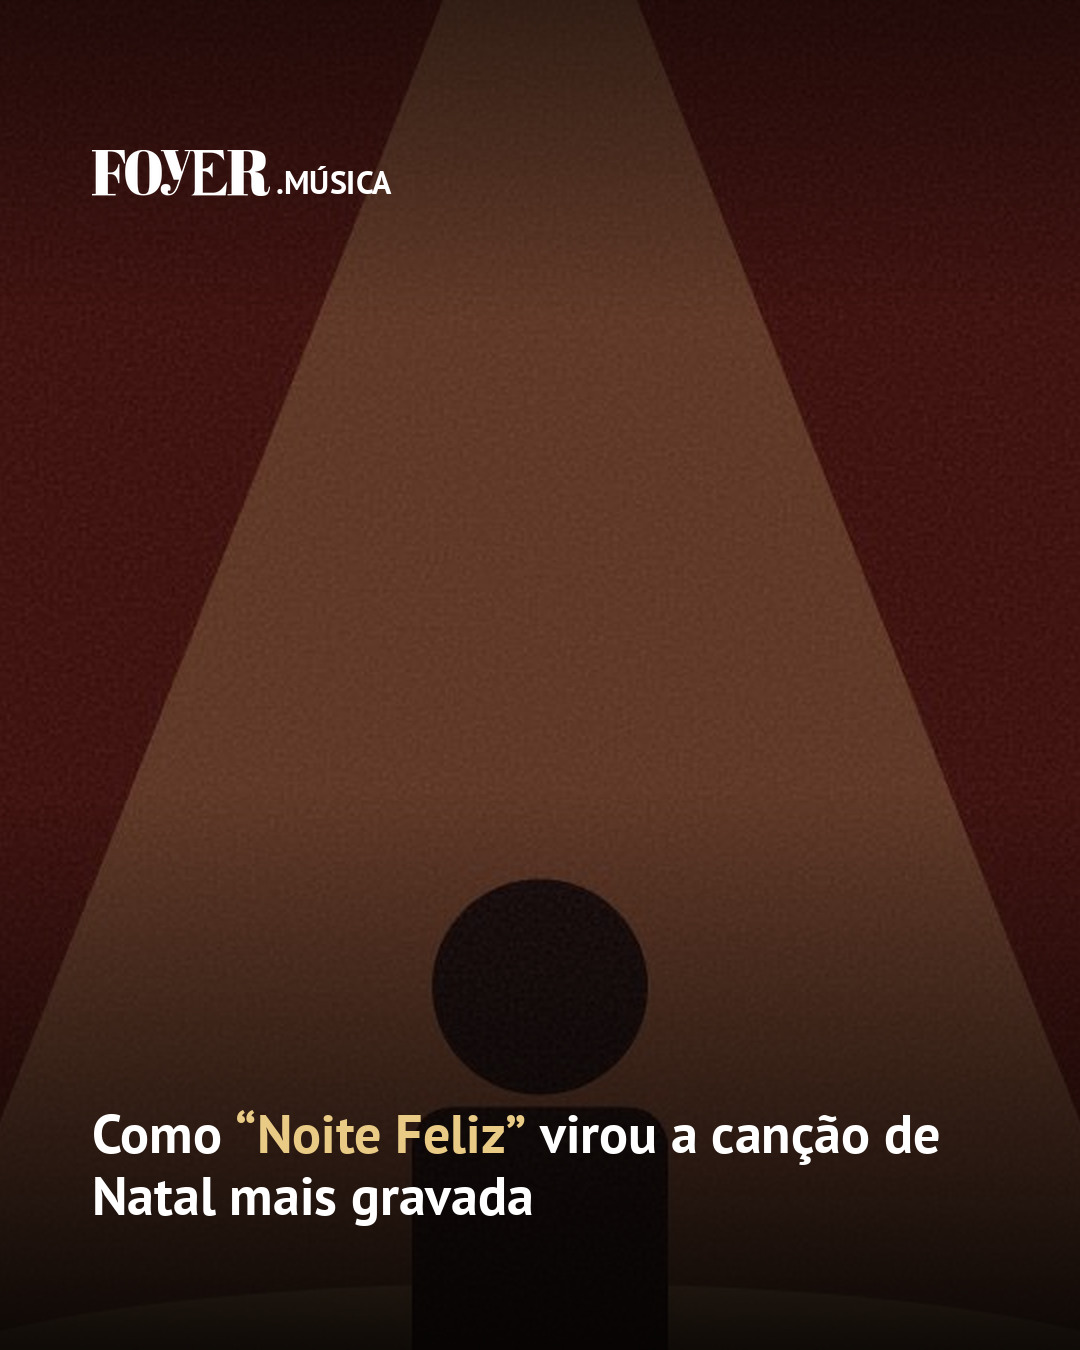 FOYER .MÚSICA
Como “Noite Feliz” virou a canção de
Natal mais gravada